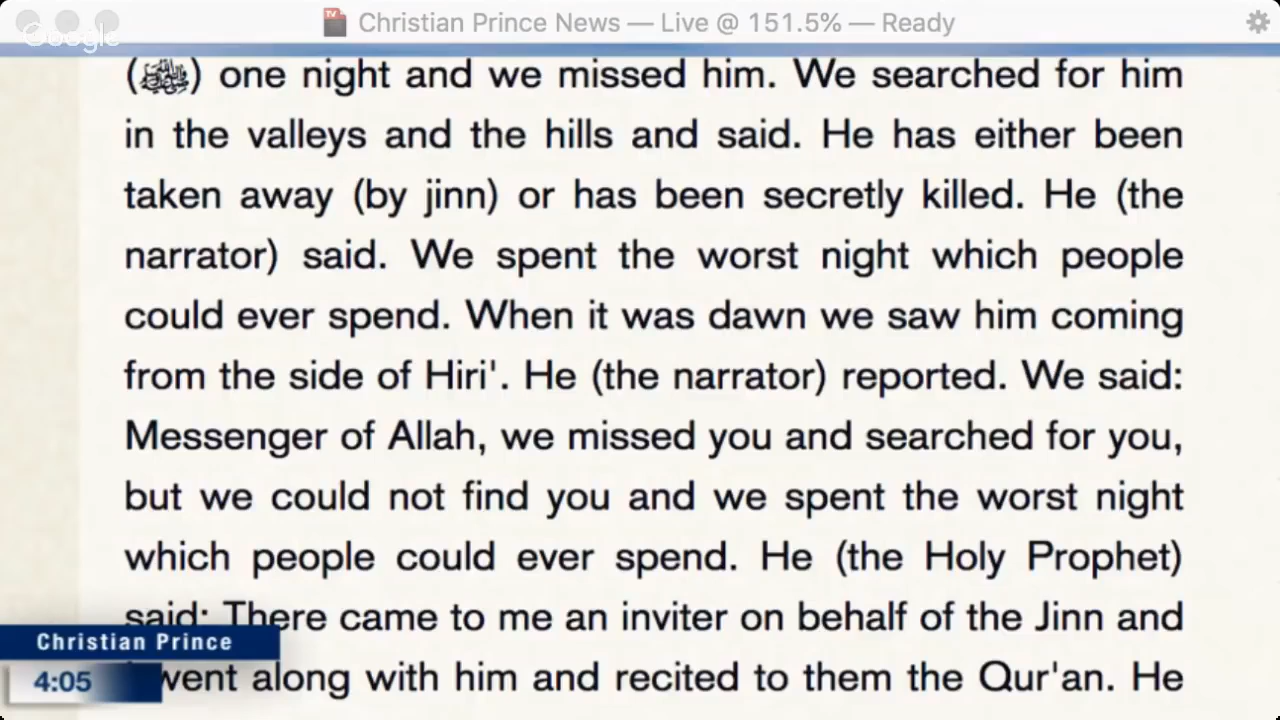 Christian Prince News — Live @ 151.5% — Ready
Google
(ﷺ) one night and we missed him. We searched for him
in the valleys and the hills and said. He has either been
taken away (by jinn) or has been secretly killed. He (the
narrator) said. We spent the worst night which people
could ever spend. When it was dawn we saw him coming
from the side of Hiri'. He (the narrator) reported. We said:
Messenger of Allah, we missed you and searched for you,
but we could not find you and we spent the worst night
which people could ever spend. He (the Holy Prophet)
said: There came to me an inviter on behalf of the Jinn and
went along with him and recited to them the Qur'an. He
Christian Prince
4:05